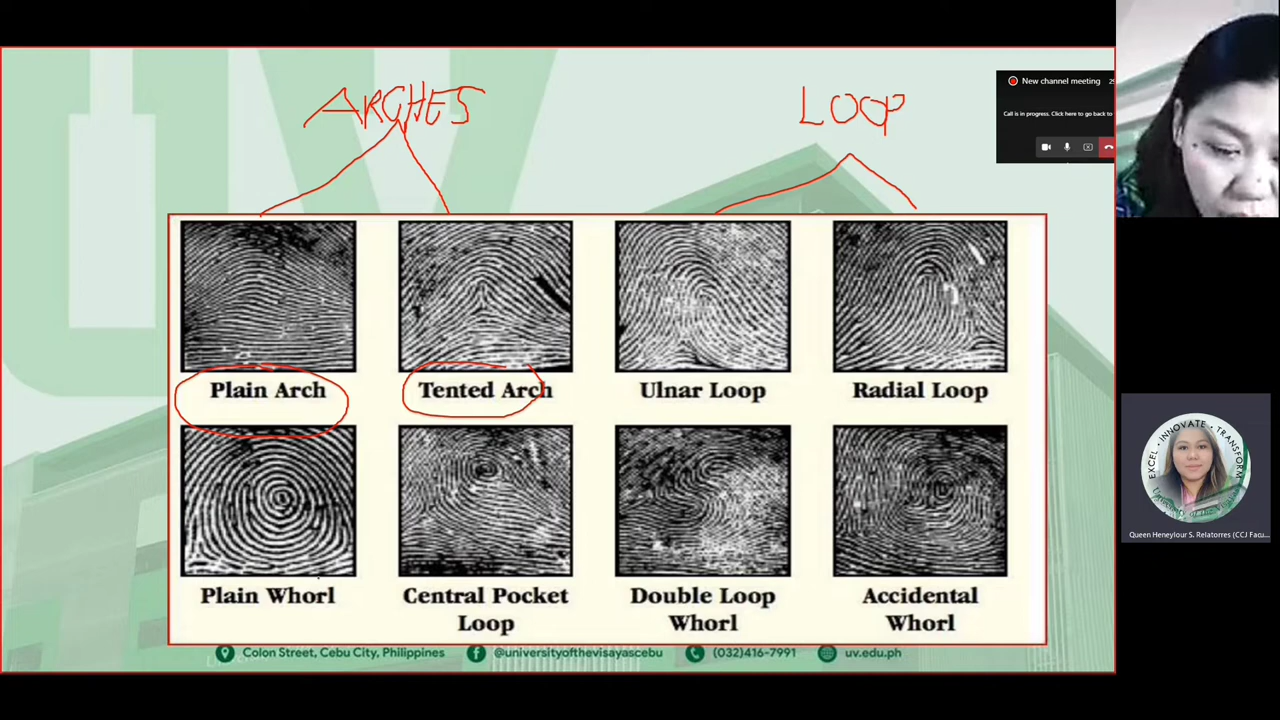 ARCHES
LOOP
New channel meeting
Call is in progress. Click here to go back to
Plain Arch
Tented Arch
Ulnar Loop
Radial Loop
Plain Whorl
Central Pocket
Loop
Double Loop
Whorl
Accidental
Whorl
Colon Street, Cebu City, Philippines
@universityofthevisayascebu
(032)416-7991
uv.edu.ph
EXCEL • INNOVATE • TRANSFORM
Queen Heneylour S. Relatorres (CCJ Facu...